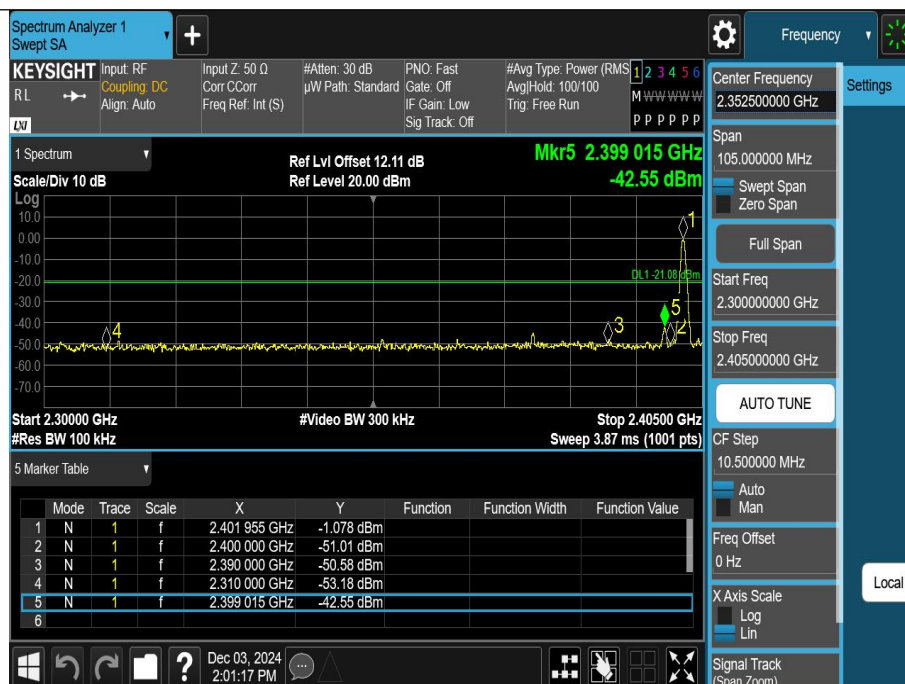 Spectrum Analyzer 1
Swept SA
+
Frequency
KEYSIGHT
RL
LXI
Input: RF
Coupling: DC
Align: Auto
Input Z: 50 Ω
Corr CCorr
Freq Ref: Int (S)
#Atten: 30 dB
µW Path: Standard
PNO: Fast
Gate: Off
IF Gain: Low
Sig Track: Off
#Avg Type: Power (RMS
Avg|Hold: 100/100
Trig: Free Run
1 2 3 4 5 6
M W W W W W
P P P P P P
1 Spectrum
Scale/Div 10 dB
Ref Lvl Offset 12.11 dB
Ref Level 20.00 dBm
Mkr5 2.399 015 GHz
-42.55 dBm
Log
10.0
0.00
-10.0
-20.0
-30.0
-40.0
-50.0
-60.0
-70.0
1
DL1 -21.08 dBm
5
4
3
2
Start 2.30000 GHz
#Video BW 300 kHz
Stop 2.40500 GHz
#Res BW 100 kHz
Sweep 3.87 ms (1001 pts)
5 Marker Table
Mode Trace Scale X Y Function Function Width Function Value
1 N 1 f 2.401 955 GHz -1.078 dBm
2 N 1 f 2.400 000 GHz -51.01 dBm
3 N 1 f 2.390 000 GHz -50.58 dBm
4 N 1 f 2.310 000 GHz -53.18 dBm
5 N 1 f 2.399 015 GHz -42.55 dBm
6
?
Dec 03, 2024
2:01:17 PM
Center Frequency
2.352500000 GHz
Span
105.000000 MHz
Swept Span
Zero Span
Full Span
Start Freq
2.300000000 GHz
Stop Freq
2.405000000 GHz
AUTO TUNE
CF Step
10.500000 MHz
Auto
Man
Freq Offset
0 Hz
X Axis Scale
Log
Lin
Signal Track
(Span Zoom)
Settings
Local